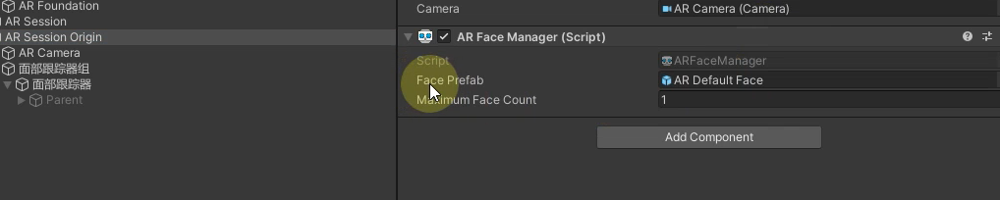 AR Foundation
AR Session
AR Session Origin
AR Camera
面部跟踪器组
面部跟踪器
Parent
Camera
AR Camera (Camera)
AR Face Manager (Script)
Script
ARFaceManager
Face Prefab
AR Default Face
Maximum Face Count
1
Add Component